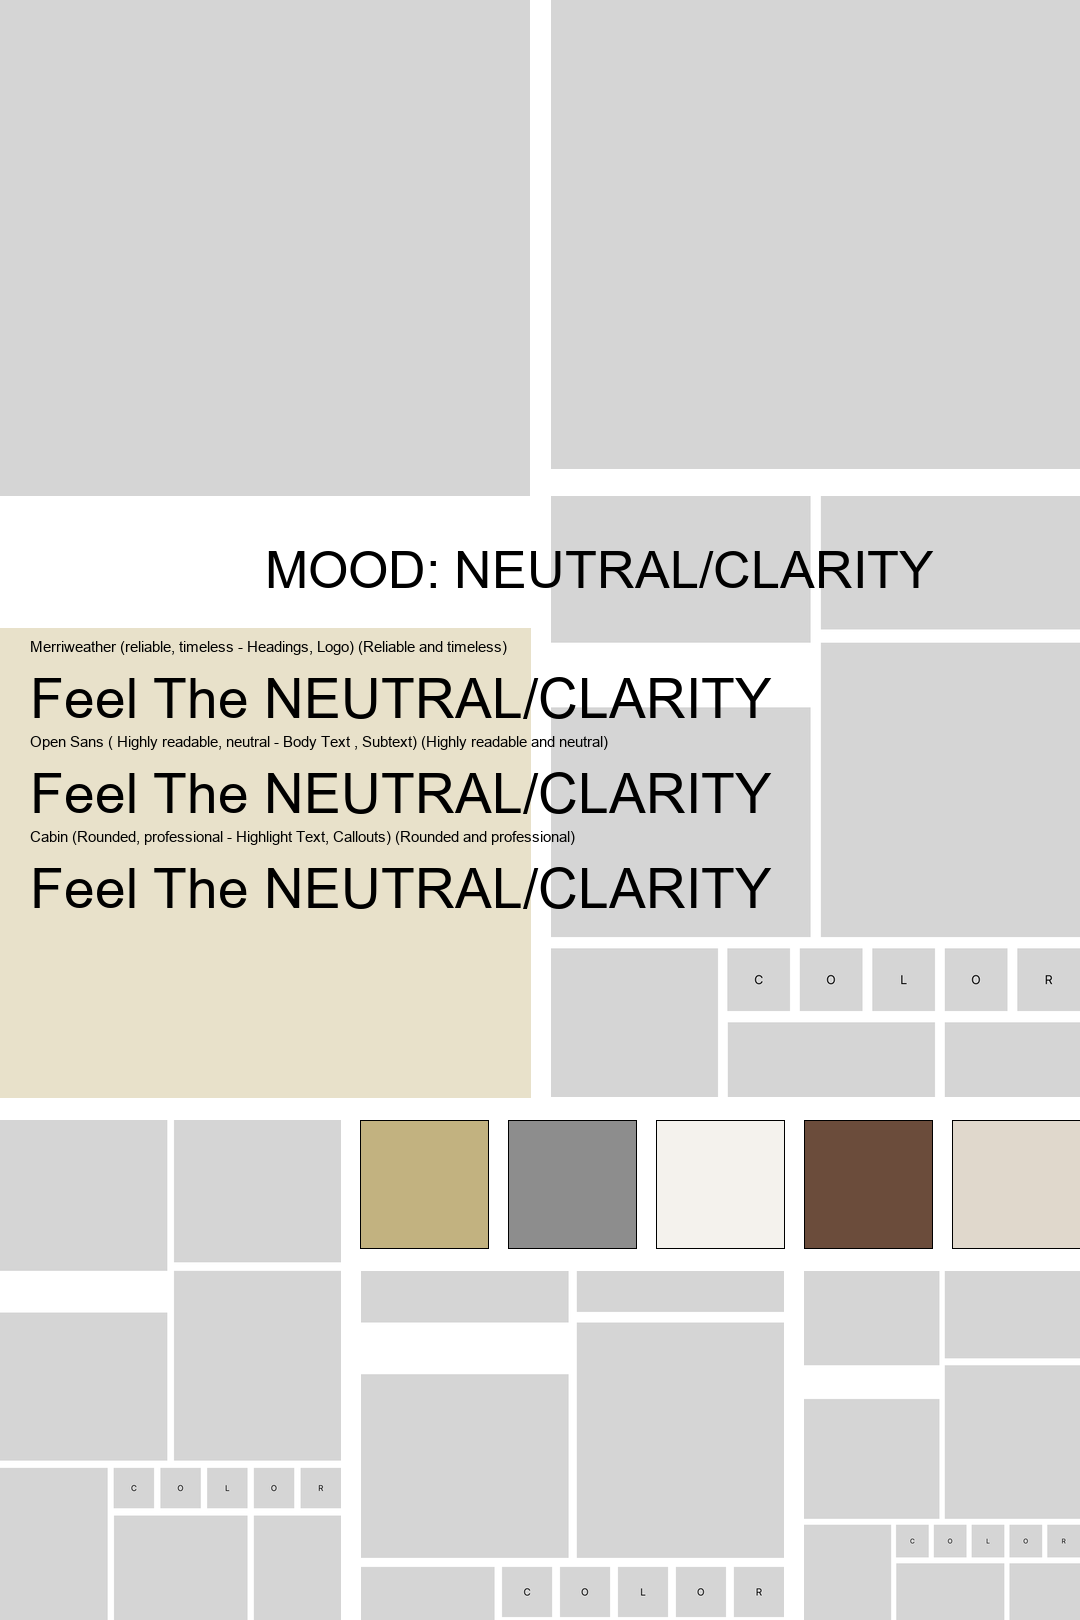 MOOD: NEUTRAL/CLARITY
Merriweather (reliable, timeless - Headings, Logo) (Reliable and timeless)
Feel The NEUTRAL/CLARITY
Open Sans ( Highly readable, neutral - Body Text , Subtext) (Highly readable and neutral)
Feel The NEUTRAL/CLARITY
Cabin (Rounded, professional - Highlight Text, Callouts) (Rounded and professional)
Feel The NEUTRAL/CLARITY
C O L O R
C O L O R
C O L O R
C O L O R